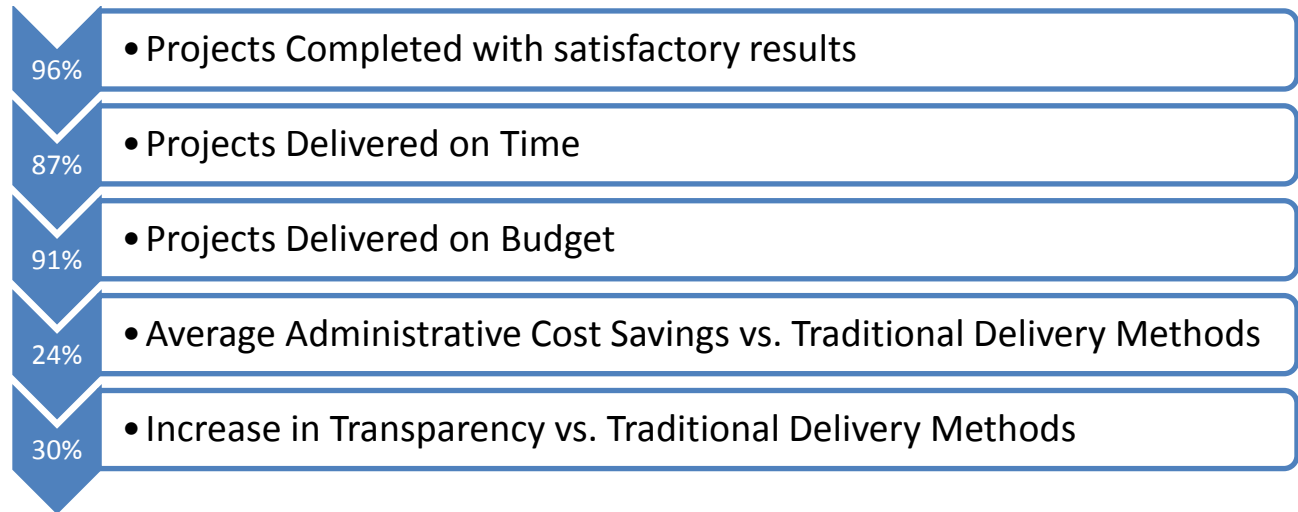 96%
•Projects Completed with satisfactory results
87%
•Projects Delivered on Time
91%
•Projects Delivered on Budget
24%
•Average Administrative Cost Savings vs. Traditional Delivery Methods
30%
•Increase in Transparency vs. Traditional Delivery Methods